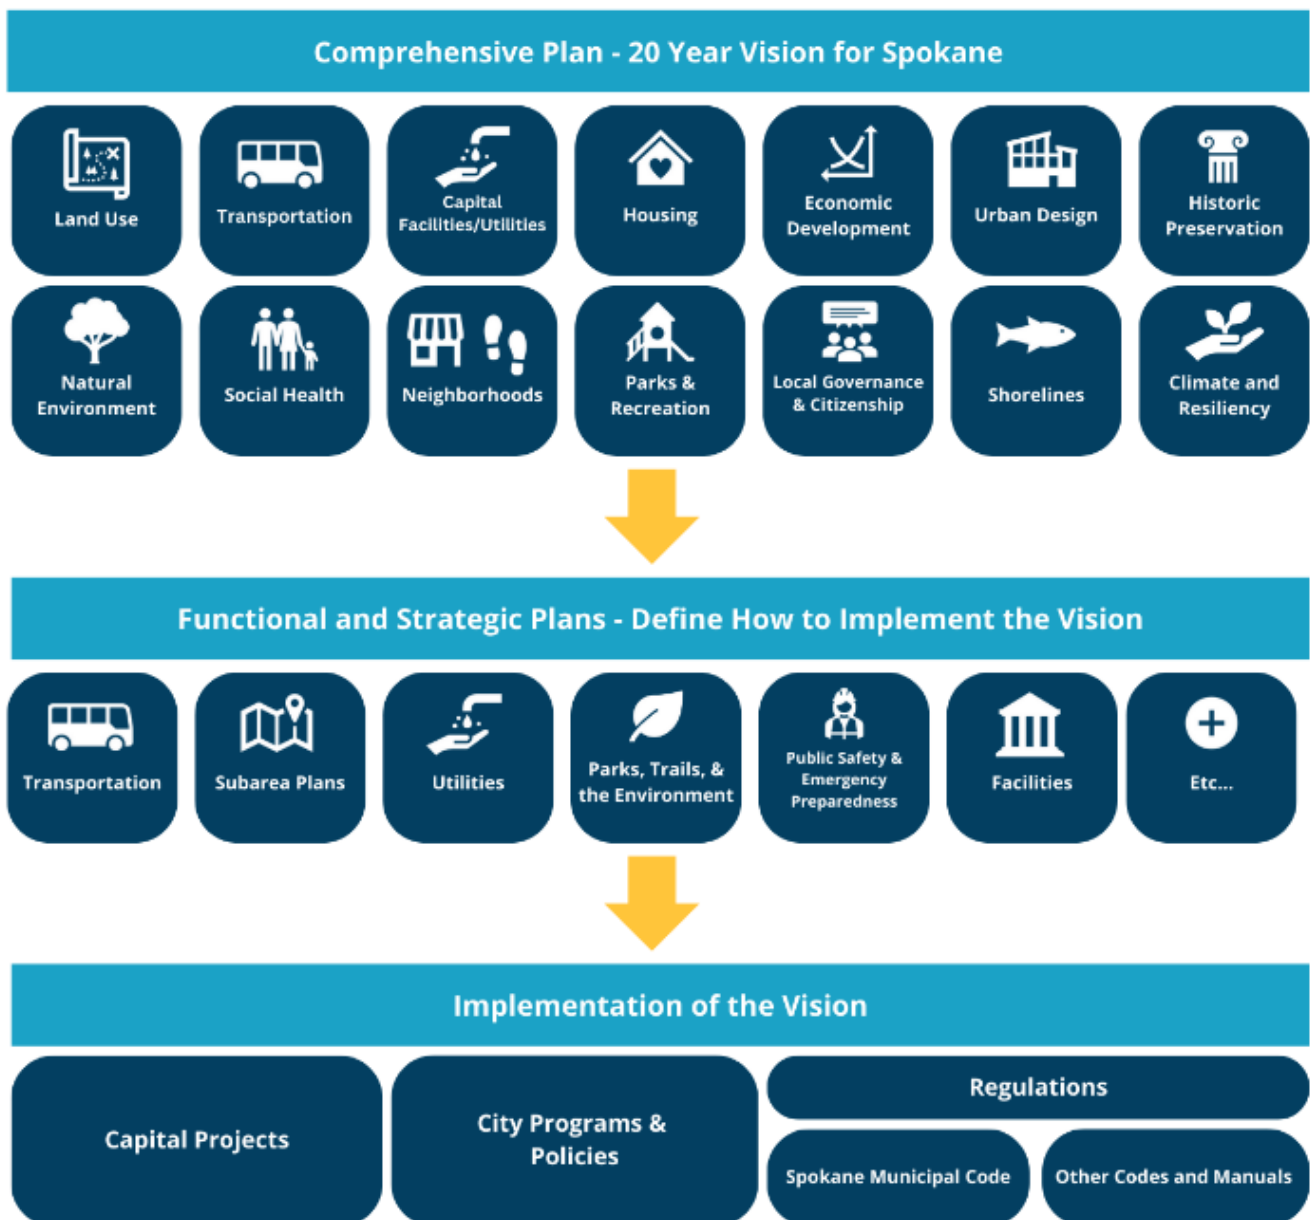 Comprehensive Plan - 20 Year Vision for Spokane
Land Use
Transportation
Capital
Facilities/Utilities
Housing
Economic
Development
Urban Design
Historic
Preservation
Natural
Environment
Social Health
Neighborhoods
Parks &
Recreation
Local Governance
& Citizenship
Shorelines
Climate and
Resiliency
Functional and Strategic Plans - Define How to Implement the Vision
Transportation
Subarea Plans
Utilities
Parks, Trails, &
the Environment
Public Safety &
Emergency
Preparedness
Facilities
Etc...
Implementation of the Vision
Capital Projects
City Programs &
Policies
Regulations
Spokane Municipal Code
Other Codes and Manuals